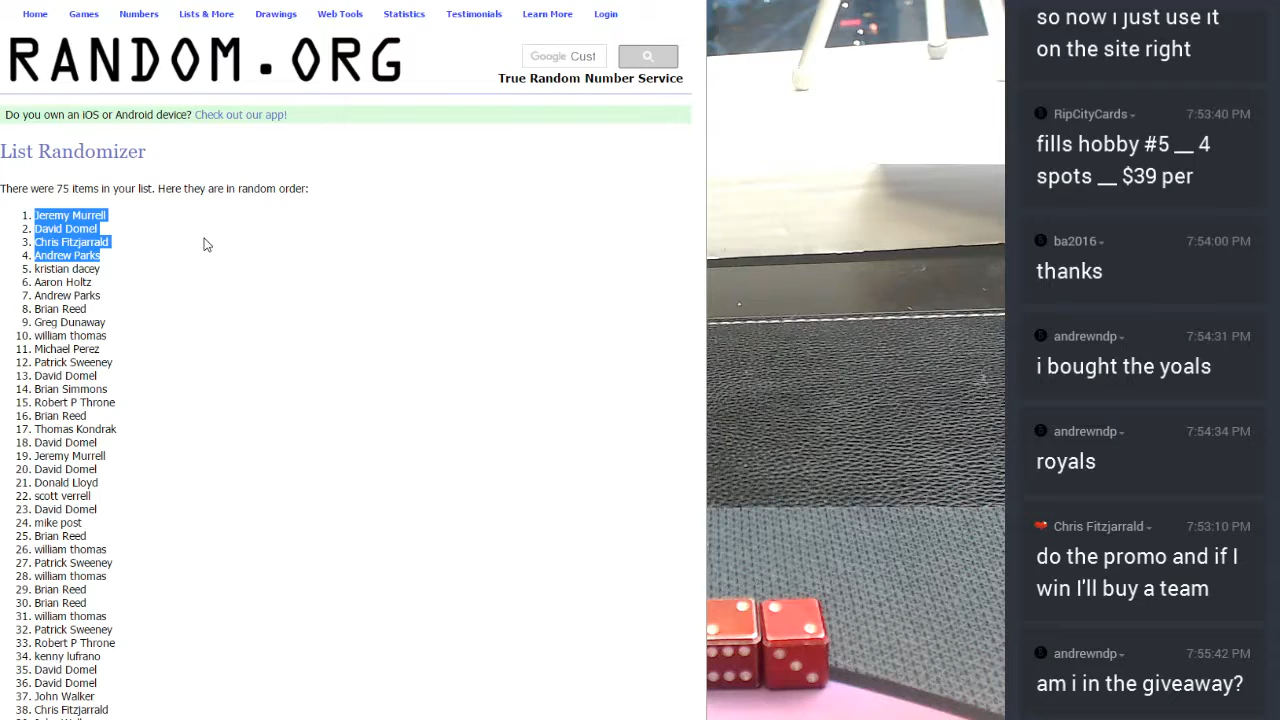 Home Games Numbers Lists & More Drawings Web Tools Statistics Testimonials Learn More Login
RANDOM.ORG
Google Cust
True Random Number Service
Do you own an iOS or Android device? Check out our app!
List Randomizer
There were 75 items in your list. Here they are in random order:
1. Jeremy Murrell
2. David Domel
3. Chris Fitzjarrald
4. Andrew Parks
5. kristian dacey
6. Aaron Holtz
7. Andrew Parks
8. Brian Reed
9. Greg Dunaway
10. william thomas
11. Michael Perez
12. Patrick Sweeney
13. David Domel
14. Brian Simmons
15. Robert P Throne
16. Brian Reed
17. Thomas Kondrak
18. David Domel
19. Jeremy Murrell
20. David Domel
21. Donald Lloyd
22. scott verrell
23. David Domel
24. mike post
25. Brian Reed
26. william thomas
27. Patrick Sweeney
28. william thomas
29. Brian Reed
30. Brian Reed
31. william thomas
32. Patrick Sweeney
33. Robert P Throne
34. kenny lufrano
35. David Domel
36. David Domel
37. John Walker
38. Chris Fitzjarrald
so now i just use it
on the site right
RipCityCards 7:53:40 PM
fills hobby #5 __ 4
spots __ $39 per
ba2016 7:54:00 PM
thanks
andrewndp 7:54:31 PM
i bought the yoals
andrewndp 7:54:34 PM
royals
Chris Fitzjarrald 7:53:10 PM
do the promo and if I
win I'll buy a team
andrewndp 7:55:42 PM
am i in the giveaway?